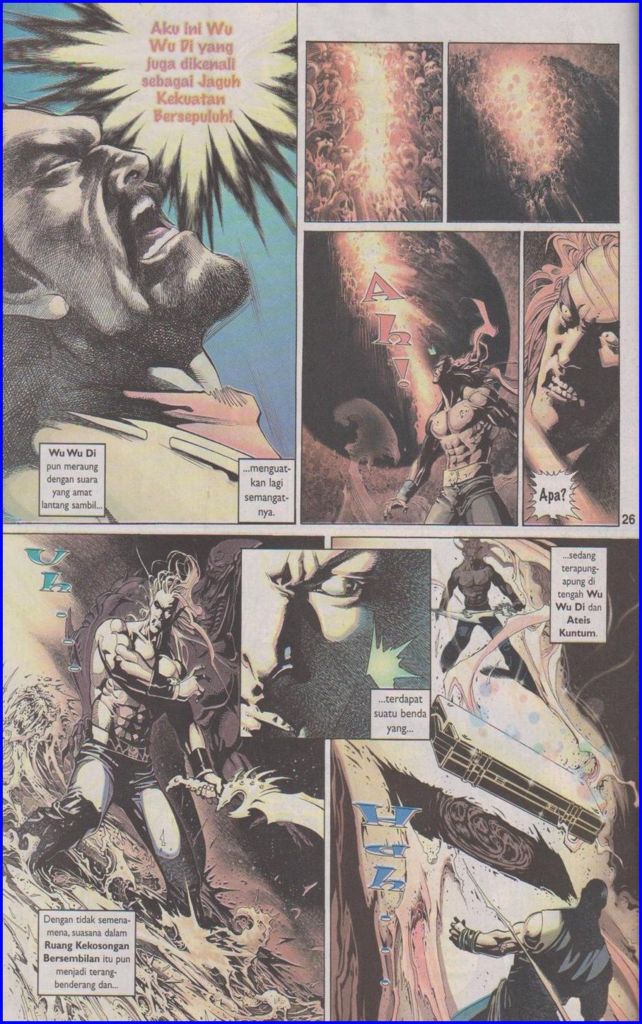 Aku ini Wu
Wu Di yang
juga dikenali
sebagai Jaguh
Kekuatan
Bersepuluh!
Wu Wu Di
pun meraung
dengan suara
yang amat
lantang sambil...
...menguat-
kan lagi
semangat-
nya.
Ah!
Apa?
26
Uh...
Dengan tidak semena-
mena, suasana dalam
Ruang Kekosongan
Bersembilan itu pun
menjadi terang-
benderang dan...
...terdapat
suatu benda
yang...
...sedang
terapung-
apung di
tengah Wu
Wu Di dan
Ateis
Kuntum.
Hah...